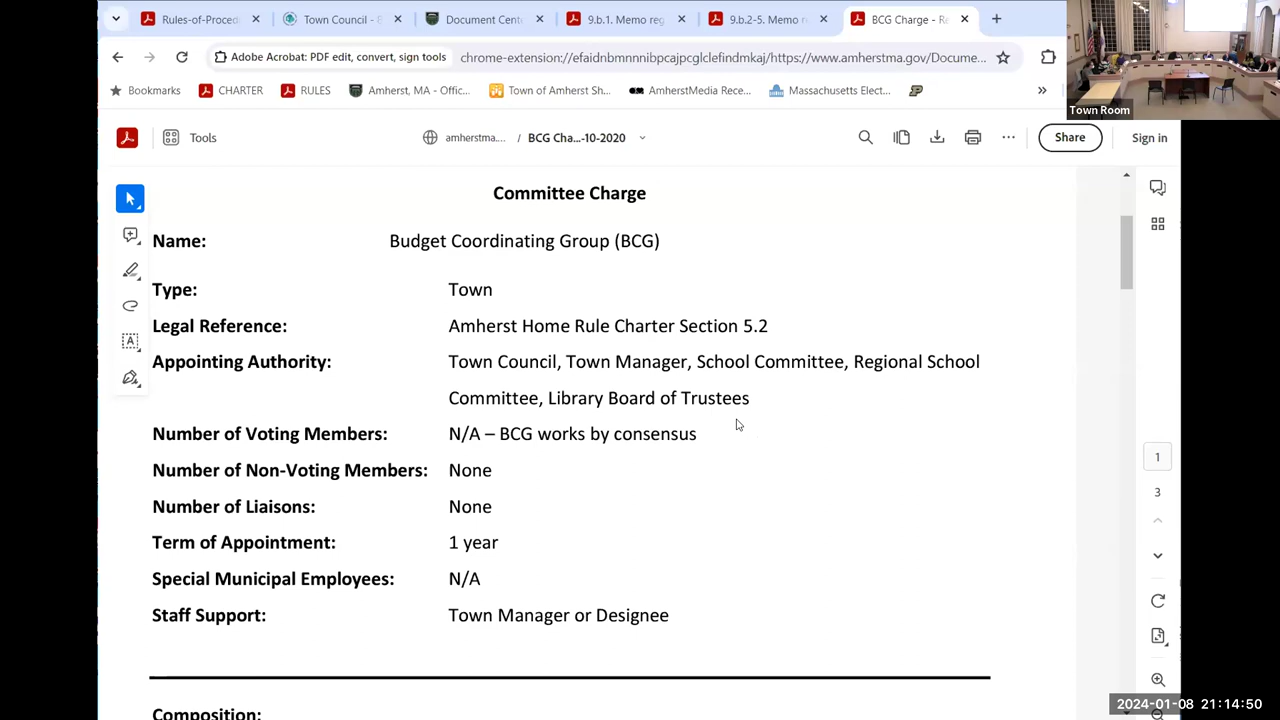 Rules-of-Proced
Town Council - E
Document Cent
9.b.1. Memo reg
9.b.2-5. Memo r
BCG Charge - Re
Adobe Acrobat: PDF edit, convert, sign tools
chrome-extension://efaidnbmnnnibpcajpcglclefindmkaj/https://www.amherstma.gov/Docume...
Bookmarks
CHARTER
RULES
Amherst, MA - Offic...
Town of Amherst Sh...
AmherstMedia Rece...
Massachusetts Elect...
»
Town Room
Tools
amherstma....
/ BCG Cha...-10-2020
Share
Sign in
Committee Charge
Name: Budget Coordinating Group (BCG)
Type: Town
Legal Reference: Amherst Home Rule Charter Section 5.2
Appointing Authority: Town Council, Town Manager, School Committee, Regional School
Committee, Library Board of Trustees
Number of Voting Members: N/A – BCG works by consensus
Number of Non-Voting Members: None
Number of Liaisons: None
Term of Appointment: 1 year
Special Municipal Employees: N/A
Staff Support: Town Manager or Designee
Composition:
1
3
2024-01-08 21:14:50